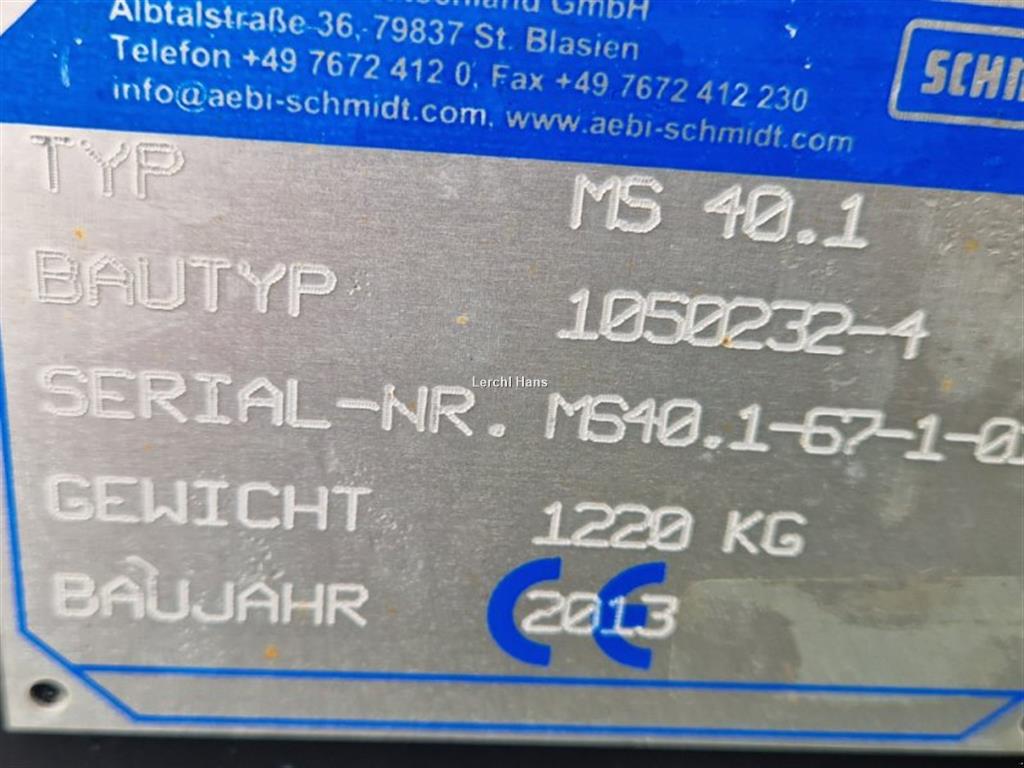 GmbH
Albtalstraße 36, 79837 St. Blasien
Telefon +49 7672 412 0, Fax +49 7672 412 230
info@aebi-schmidt.com, www.aebi-schmidt.com
TYP MS 40.1
BAUTYP 1050232-4
Lerchl Hans
SERIAL-NR. MS40.1-67-1-01
GEWICHT 1220 KG
BAUJAHR 2013
CE